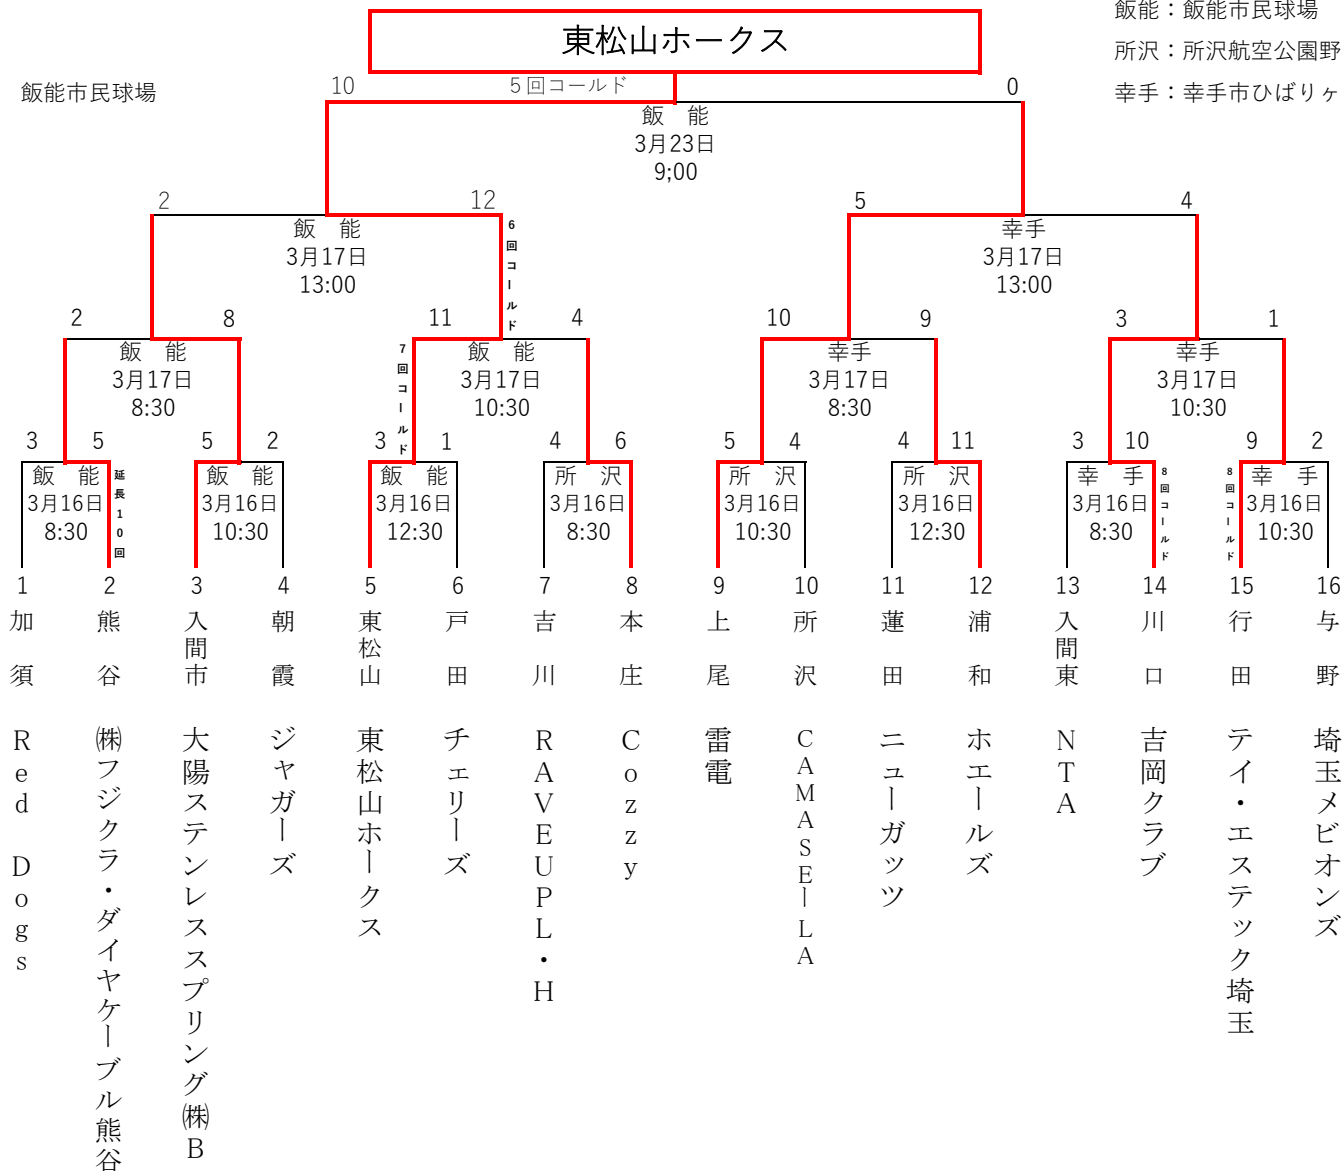 飯能：飯能市民球場
東松山ホークス
所沢：所沢航空公園野
飯能市民球場
10 5回コールド 0
幸手：幸手市ひばりヶ
飯 能
3月23日
9;00
2 12 5 4
飯 能 幸手
3月17日 3月17日
13:00 13:00
6回コールド
2 8 11 4 10 9 3 1
飯 能 飯 能 幸手 幸手
3月17日 3月17日 3月17日 3月17日
8:30 10:30 8:30 10:30
7回コールド
3 5 5 2 3 1 4 6 5 4 4 11 3 10 9 2
飯 能 飯 能 飯 能 所 沢 所 沢 所 沢 幸 手 幸 手
3月16日 3月16日 3月16日 3月16日 3月16日 3月16日 3月16日 3月16日
8:30 10:30 12:30 8:30 10:30 12:30 8:30 10:30
延長10回
8回コールド
8回コールド
1 2 3 4 5 6 7 8 9 10 11 12 13 14 15 16
加須
熊谷
入間市
朝霞
東松山
戸田
吉川
本庄
上尾
所沢
蓮田
浦和
入間東
川口
行田
与野
Red Dogs
㈱フジクラ・ダイヤケーブル熊谷
大陽ステンレススプリング㈱B
ジャガーズ
東松山ホークス
チェリーズ
RAVEUPL・H
Cozzy
雷電
CAMASEーLA
ニューガッツ
ホエールズ
NTA
吉岡クラブ
テイ・エステック埼玉
埼玉メビオンズ